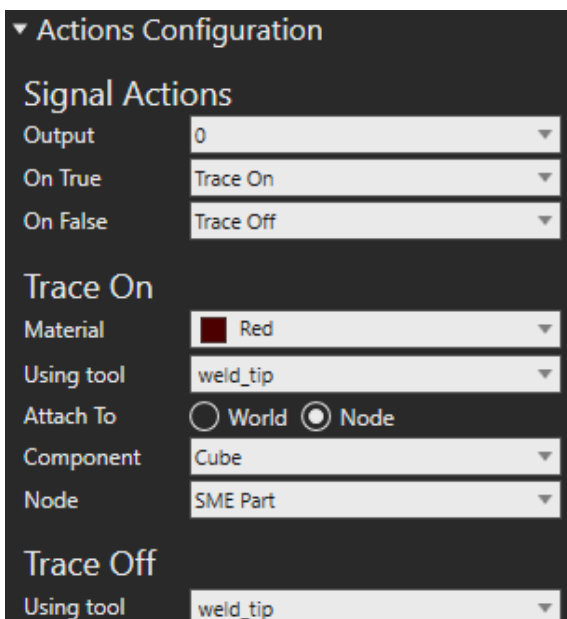 Actions Configuration
Signal Actions
Output 0
On True Trace On
On False Trace Off
Trace On
Material Red
Using tool weld_tip
Attach To World Node
Component Cube
Node SME Part
Trace Off
Using tool weld_tip